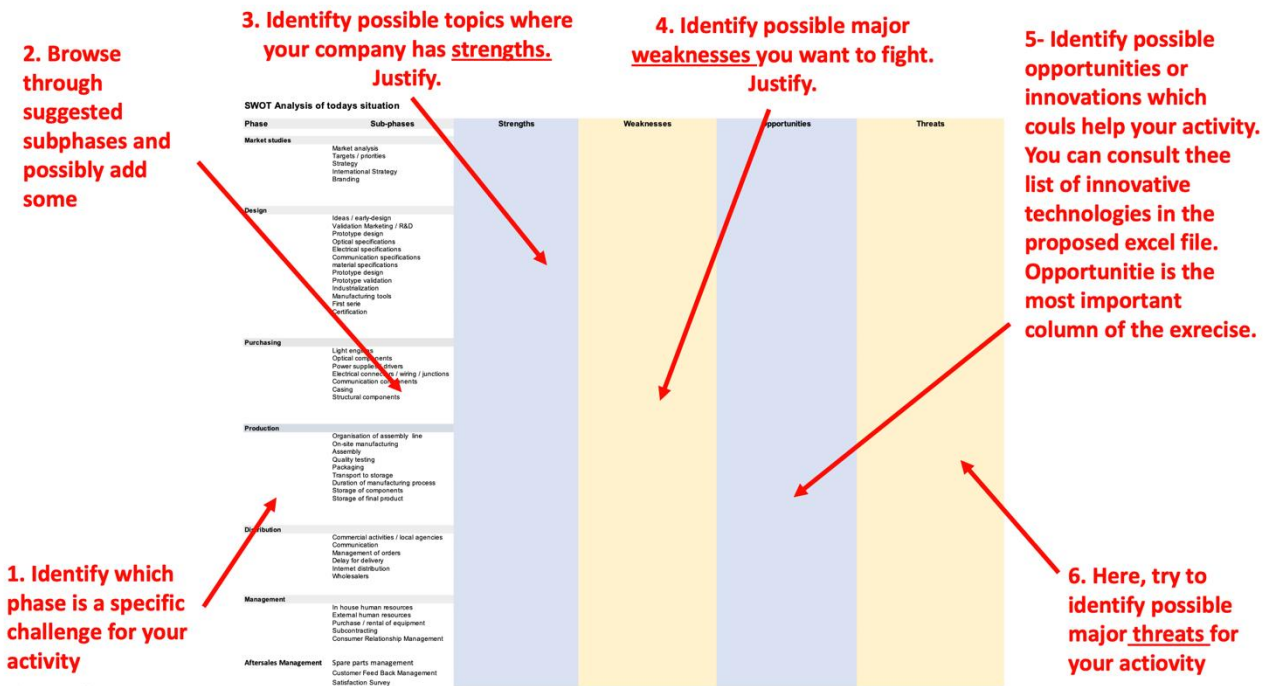 3. Identifty possible topics where
your company has strengths.
Justify.
4. Identify possible major
weaknesses you want to fight.
Justify.
2. Browse
through
suggested
subphases and
possibly add
some
5- Identify possible
opportunities or
innovations which
couls help your activity.
You can consult thee
list of innovative
technologies in the
proposed excel file.
Opportunitie is the
most important
column of the exrecise.
SWOT Analysis of todays situation
Phase Sub-phases Strengths Weaknesses Opportunities Threats
Market studies
Market analysis
Targets / priorities
Strategy
International Strategy
Branding
Design
Ideas / early-design
Validation Marketing / R&D
Prototype design
Optical specifications
Electrical specifications
Communication specifications
material specifications
Prototype design
Prototype validation
Industrialization
Manufacturing tools
First serie
Certification
Purchasing
Light engines
Optical components
Power supplies / drivers
Electrical connectors / wiring / junctions
Communication components
Casing
Structural components
Production
Organisation of assembly line
On-site manufacturing
Assembly
Quality testing
Packaging
Transport to storage
Duration of manufacturing process
Storage of components
Storage of final product
Distribution
Commercial activities / local agencies
Communication
Management of orders
Delay for delivery
Internet distribution
Wholesalers
Management
In house human resources
External human resources
Purchase / rental of equipment
Subcontracting
Consumer Relationship Management
Aftersales Management Spare parts management
Customer Feed Back Management
Satisfaction Survey
1. Identify which
phase is a specific
challenge for your
activity
6. Here, try to
identify possible
major threats for
your actiovity